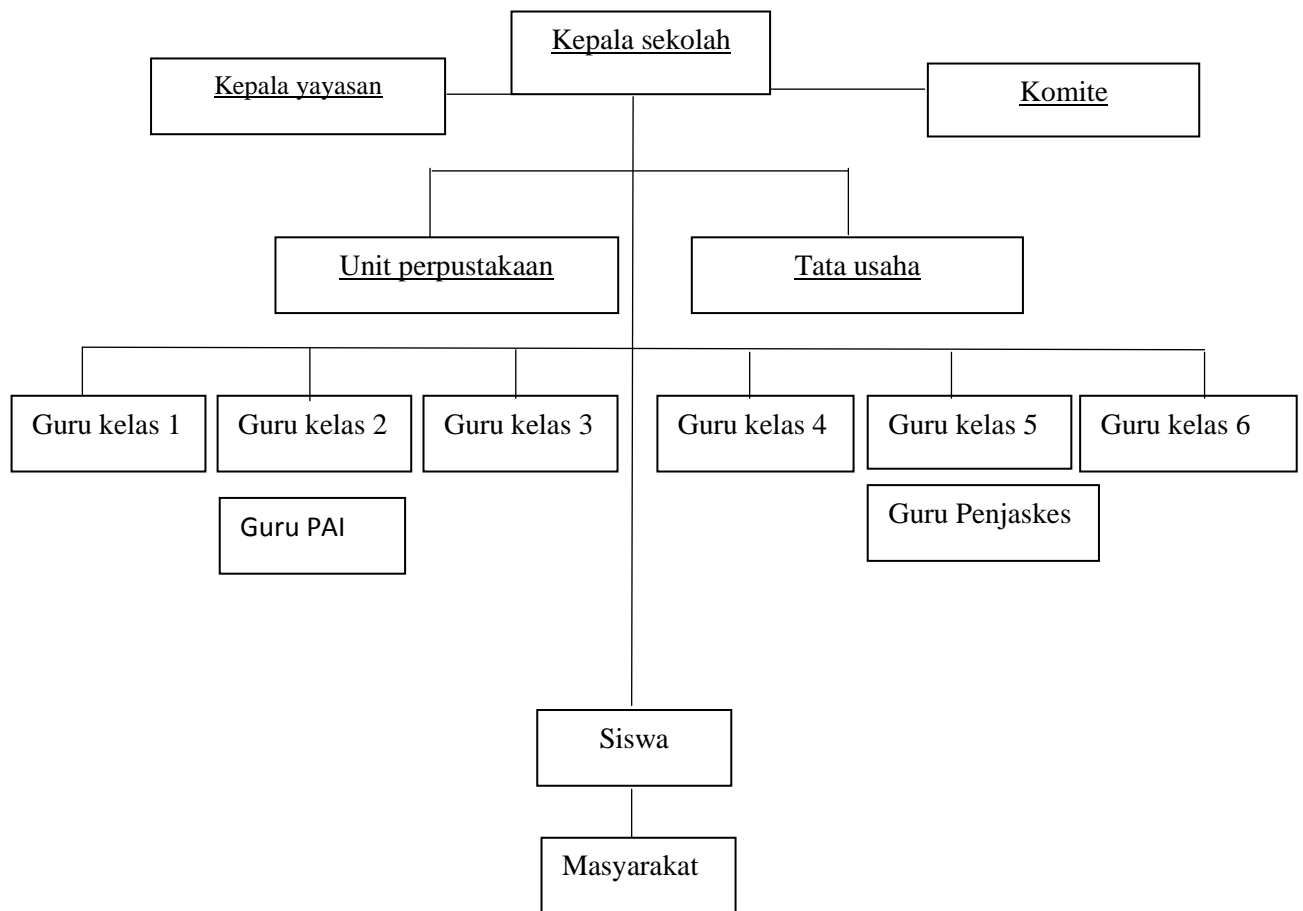 Kepala sekolah
Kepala yayasan
Komite
Unit perpustakaan
Tata usaha
Guru kelas 1
Guru kelas 2
Guru kelas 3
Guru kelas 4
Guru kelas 5
Guru kelas 6
Guru PAI
Guru Penjaskes
Siswa
Masyarakat